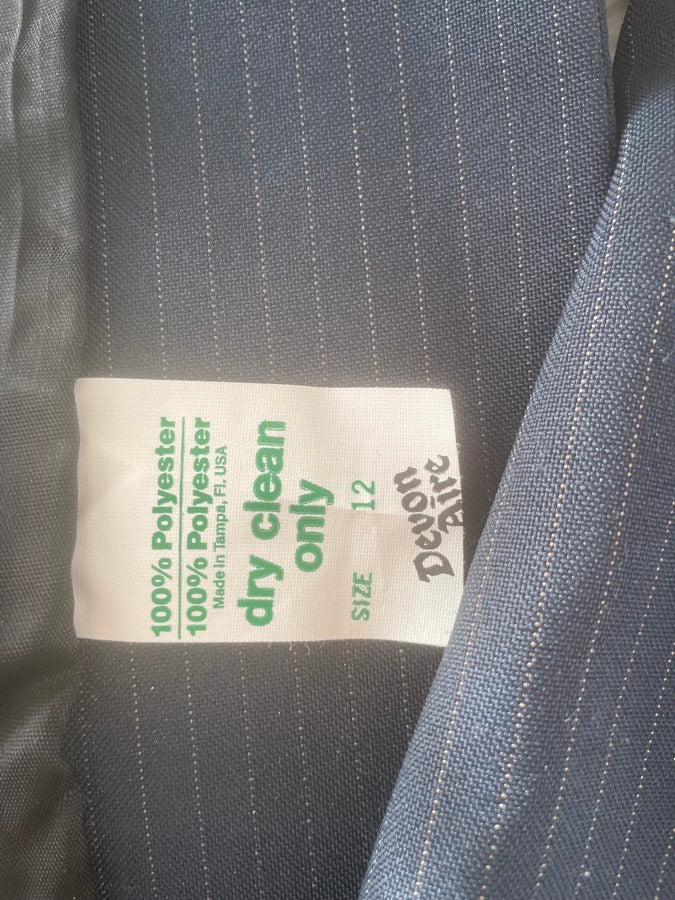 100% Polyester
100% Polyester
Made In Tampa, Fl. USA
dry clean
only
SIZE 12
Devon
Aire